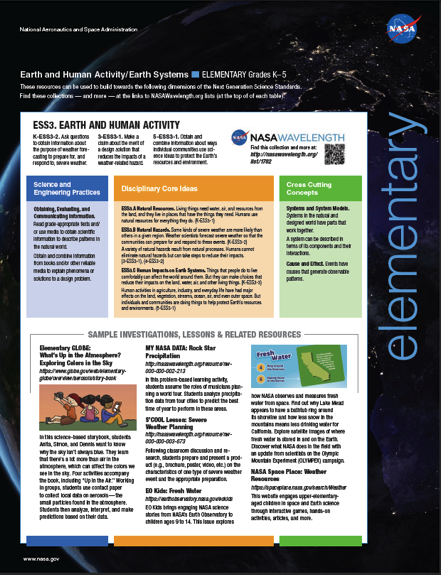 National Aeronautics and Space Administration
NASA
Earth and Human Activity/Earth Systems ELEMENTARY Grades K–5
These resources can be used to build towards the following dimensions of the Next Generation Science Standards.
Find these collections — and more — at the links to NASAWavelength.org lists (at the top of each table)
elementary
ESS3. EARTH AND HUMAN ACTIVITY
K-ESS3-2. Ask questions
to obtain information about
the purpose of weather fore-
casting to prepare for, and
respond to, severe weather.
3-ESS3-1. Make a
claim about the merit of
a design solution that
reduces the impacts of a
weather-related hazard
5-ESS3-1. Obtain and
combine information about ways
individual communities use sci-
ence ideas to protect the Earth's
resources and environment.
NASAWAVELENGTH
Find this collection and more at:
http://nasawavelength.org/
list/1782
Science and
Engineering Practices
Obtaining, Evaluating, and
Communicating Information.
Read grade-appropriate texts and/
or use media to obtain scientific
information to describe patterns in
the natural world.
Obtain and combine information
from books and/or other reliable
media to explain phenomena or
solutions to a design problem.
Disciplinary Core Ideas
ESS3.A Natural Resources. Living things need water, air, and resources from
the land, and they live in places that have the things they need. Humans use
natural resources for everything they do. (K-ESS3-1)
ESS3.B Natural Hazards. Some kinds of severe weather are more likely than
others in a given region. Weather scientists forecast severe weather so that the
communities can prepare for and respond to these events. (K-ESS3-2)
A variety of natural hazards result from natural processes. Humans cannot
eliminate natural hazards but can take steps to reduce their impacts.
(3-ESS3-1), (4-ESS3-2)
ESS3.C Human Impacts on Earth Systems. Things that people do to live
comfortably can affect the world around them. But they can make choices that
reduce their impacts on the land, water, air, and other living things. (K-ESS3-3)
Human activities in agriculture, industry, and everyday life have had major
effects on the land, vegetation, streams, ocean, air, and even outer space. But
individuals and communities are doing things to help protect Earth's resources
and environments. (5-ESS3-1)
Cross Cutting
Concepts
Systems and System Models.
Systems in the natural and
designed world have parts that
work together.
A system can be described in
terms of its components and their
interactions.
Cause and Effect. Events have
causes that generate observable
patterns.
SAMPLE INVESTIGATIONS, LESSONS & RELATED RESOURCES
Elementary GLOBE:
What's Up in the Atmosphere?
Exploring Colors in the Sky
https://www.globe.gov/web/elementary-
globe/overview/aerosols/story-book
In this science-based storybook, students
Anita, Simon, and Dennis want to know
why the sky isn't always blue. They learn
that there's a lot more than air in the
atmosphere, which can affect the colors we
see in the sky. Four activities accompany
the book, including "Up in the Air." Working
in groups, students use contact paper
to collect local data on aerosols—the
small particles found in the atmosphere.
Students then analyze, interpret, and make
predictions based on their data.
MY NASA DATA: Rock Star
Precipitation
http://nasawavelength.org/resource/nw-
000-000-002-213
In this problem-based learning activity,
students assume the roles of musicians plan-
ning a world tour. Students analyze precipita-
tion data from four cities to predict the best
time of year to perform in those areas.
S'COOL Lesson: Severe
Weather Planning
http://nasawavelength.org/resource/nw-
000-000-003-673
Following classroom discussion and re-
search, students prepare and present a prod-
uct (e.g., brochure, poster, video, etc.) on the
characteristics of one type of severe weather
event and the appropriate preparation.
EO Kids: Fresh Water
https://earthobservatory.nasa.gov/ekids/
EO Kids brings engaging NASA science
stories from NASA's Earth Observatory to
children ages 9 to 14. This issue explores
Fresh
Water
how NASA observes and measures fresh
water from space. Find out why Lake Mead
appears to have a bathtub ring around
its shoreline and how less snow in the
mountains means less drinking water for
California. Explore satellite images of where
fresh water is stored in and on the Earth.
Discover what NASA does in the field with
an update from scientists on the Olympic
Mountain Experiment (OLYMPEX) campaign.
NASA Space Place: Weather
Resources
https://spaceplace.nasa.gov/search/Weather
This website engages upper-elementary-
aged children in space and Earth science
through interactive games, hands-on
activities, articles, and more.
www.nasa.gov